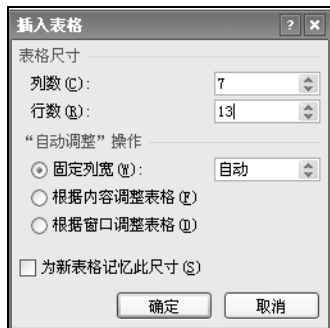 插入表格
表格尺寸
列数(C): 7
行数(R): 13
“自动调整”操作
固定列宽(W): 自动
根据内容调整表格(F)
根据窗口调整表格(D)
为新表格记忆此尺寸(S)
确定 取消